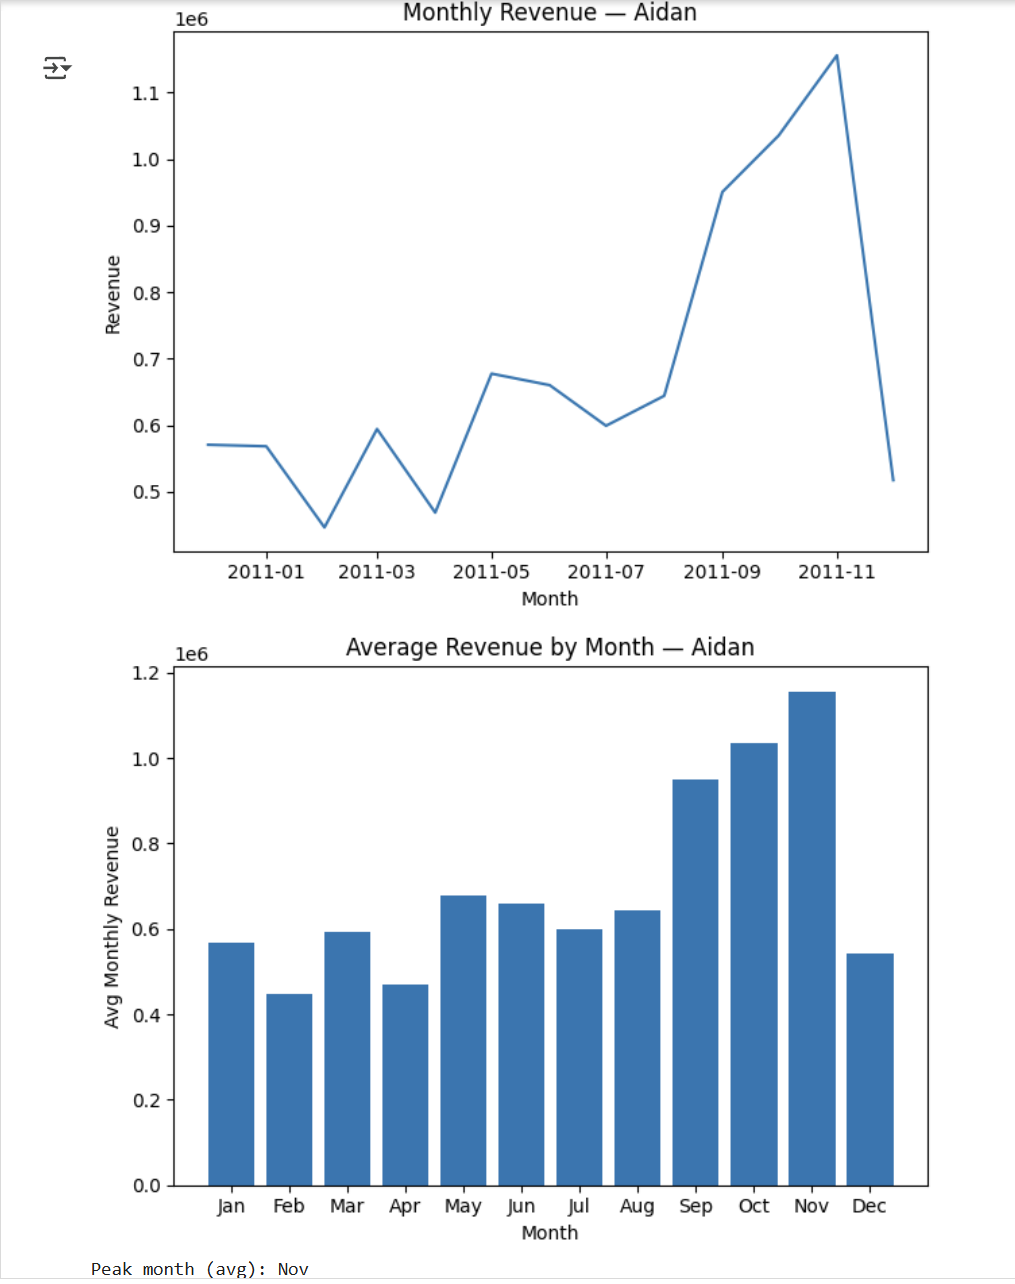 Monthly Revenue — Aidan
1e6
1.1
1.0
0.9
0.8
0.7
0.6
0.5
Revenue
2011-01 2011-03 2011-05 2011-07 2011-09 2011-11
Month
Average Revenue by Month — Aidan
1e6
1.2
1.0
0.8
0.6
0.4
0.2
0.0
Avg Monthly Revenue
Jan Feb Mar Apr May Jun Jul Aug Sep Oct Nov Dec
Month
Peak month (avg): Nov